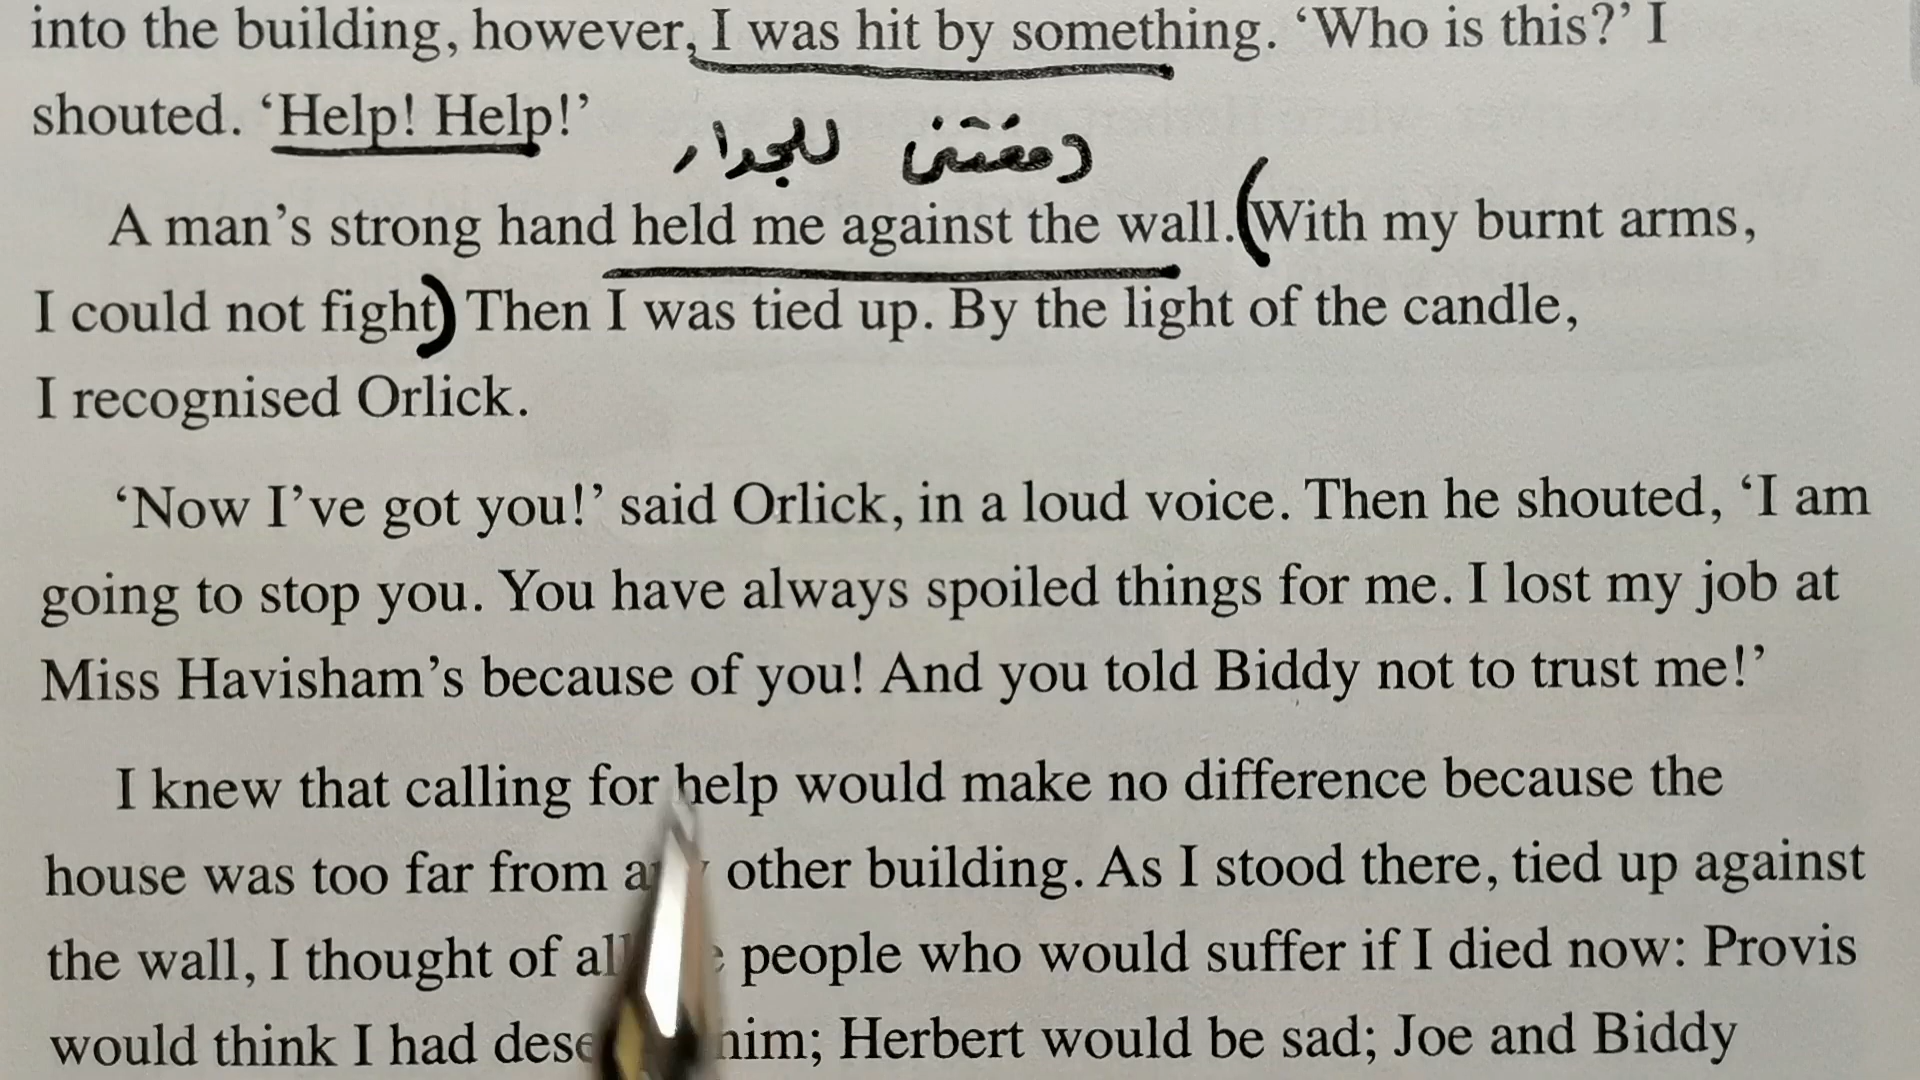 into the building, however, I was hit by something. ‘Who is this?’ I
shouted. ‘Help! Help!’
للجدار
A man’s strong hand held me against the wall. (With my burnt arms,
I could not fight) Then I was tied up. By the light of the candle,
I recognised Orlick.
‘Now I’ve got you!’ said Orlick, in a loud voice. Then he shouted, ‘I am
going to stop you. You have always spoiled things for me. I lost my job at
Miss Havisham’s because of you! And you told Biddy not to trust me!’
I knew that calling for help would make no difference because the
house was too far from other building. As I stood there, tied up against
the wall, I thought of people who would suffer if I died now: Provis
would think I had him; Herbert would be sad; Joe and Biddy